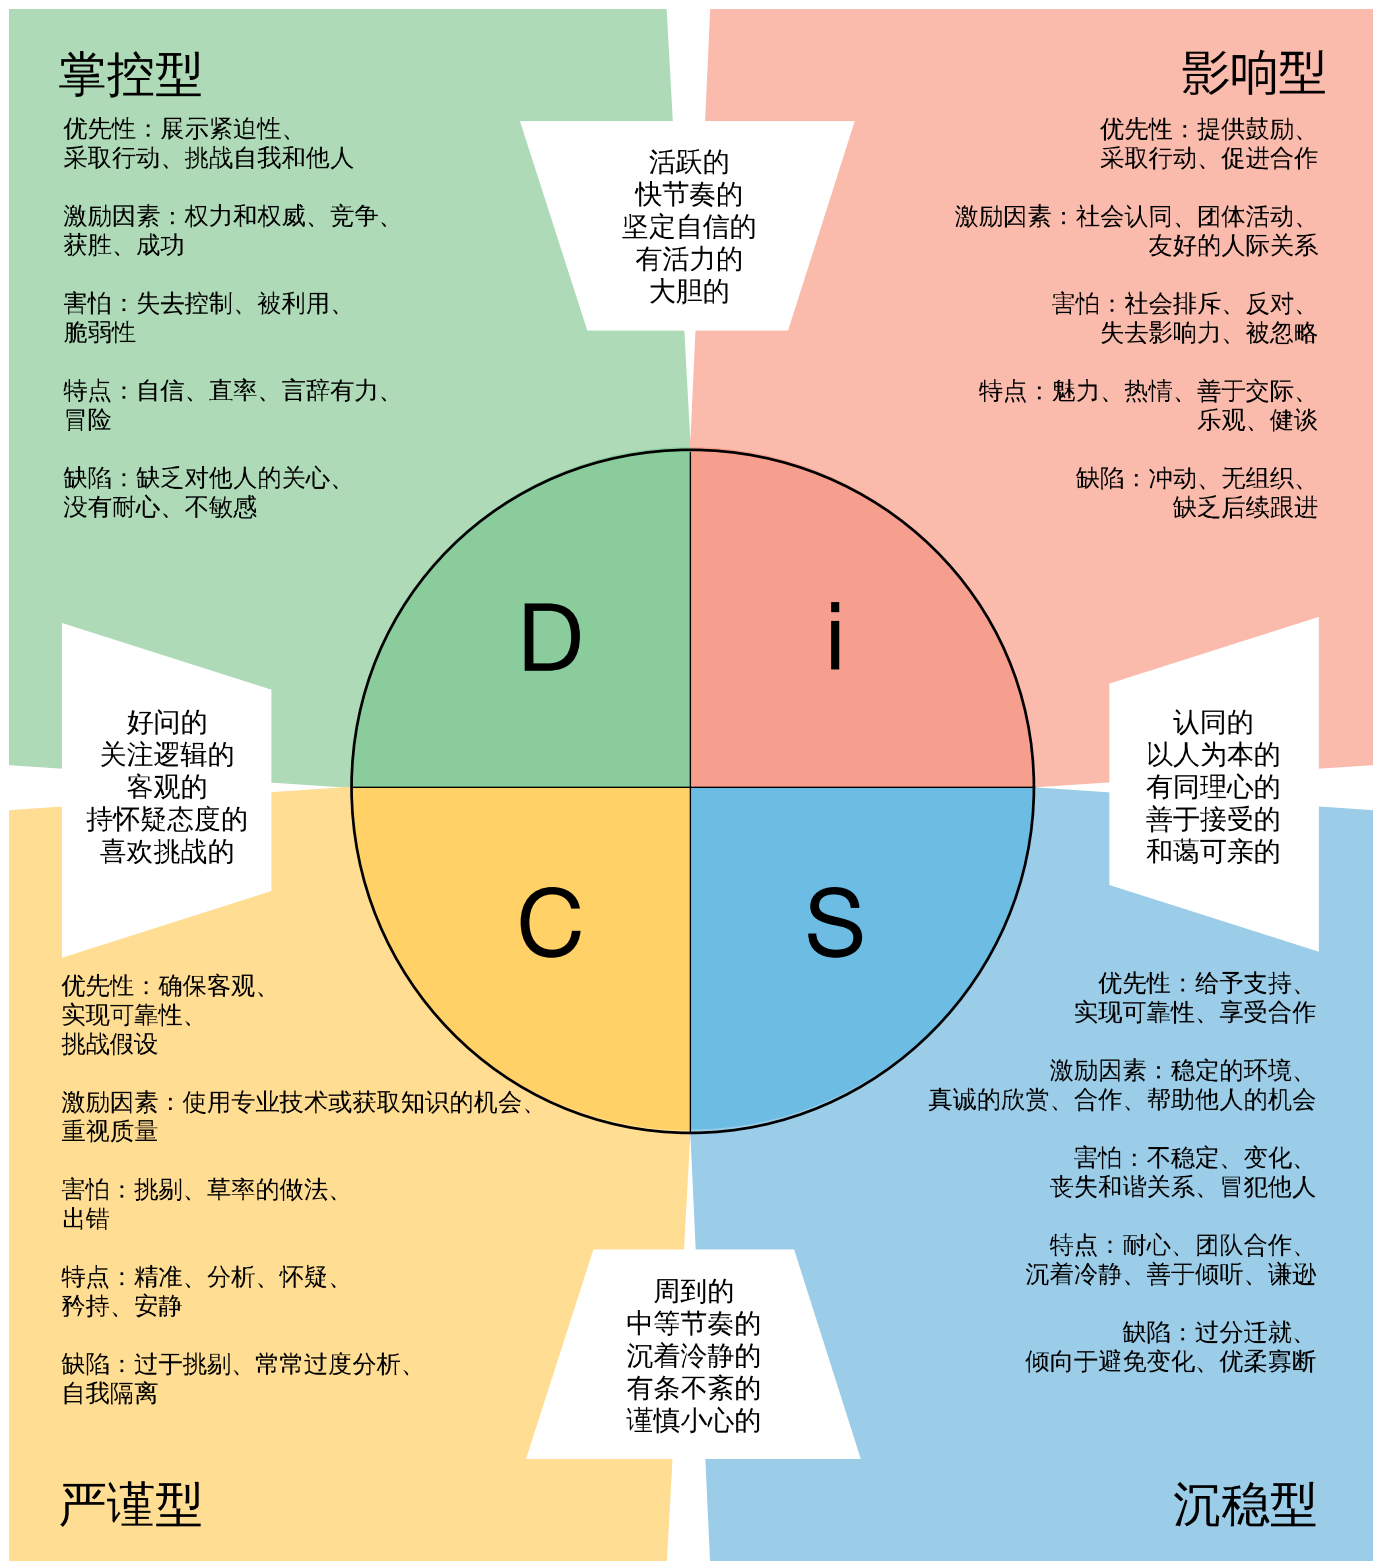 掌控型
优先性：展示紧迫性、
采取行动、挑战自我和他人
激励因素：权力和权威、竞争、
获胜、成功
害怕：失去控制、被利用、
脆弱性
特点：自信、直率、言辞有力、
冒险
缺陷：缺乏对他人的关心、
没有耐心、不敏感
活跃的
快节奏的
坚定自信的
有活力的
大胆的
影响型
优先性：提供鼓励、
采取行动、促进合作
激励因素：社会认同、团体活动、
友好的人际关系
害怕：社会排斥、反对、
失去影响力、被忽略
特点：魅力、热情、善于交际、
乐观、健谈
缺陷：冲动、无组织、
缺乏后续跟进
D
i
好问的
关注逻辑的
客观的
持怀疑态度的
喜欢挑战的
认同的
以人为本的
有同理心的
善于接受的
和蔼可亲的
C
S
优先性：确保客观、
实现可靠性、
挑战假设
激励因素：使用专业技术或获取知识的机会、
重视质量
害怕：挑剔、草率的做法、
出错
特点：精准、分析、怀疑、
矜持、安静
缺陷：过于挑剔、常常过度分析、
自我隔离
严谨型
周到的
中等节奏的
沉着泠静的
有条不紊的
谨慎小心的
优先性：给予支持、
实现可靠性、享受合作
激励因素：稳定的环境、
真诚的欣赏、合作、帮助他人的机会
害怕：不稳定、变化、
丧失和谐关系、冒犯他人
特点：耐心、团队合作、
沉着冷静、善于倾听、谦逊
缺陷：过分迁就、
倾向于避免变化、优柔寡断
沉稳型